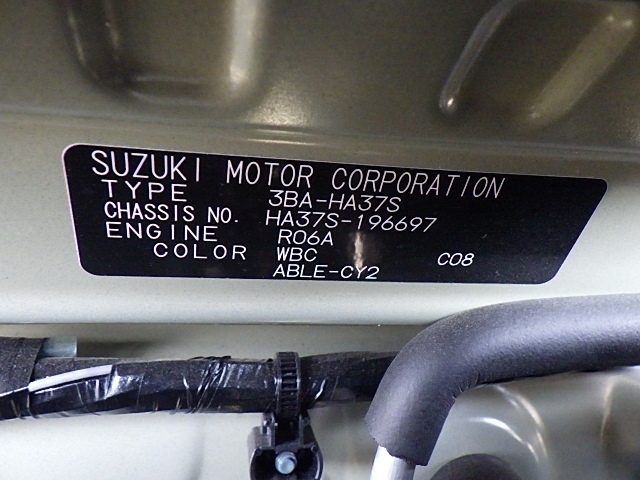 SUZUKI MOTOR CORPORATION
TYPE 3BA-HA37S
CHASSIS NO. HA37S-196697
ENGINE R06A
COLOR WBC C08
ABLE-CY2